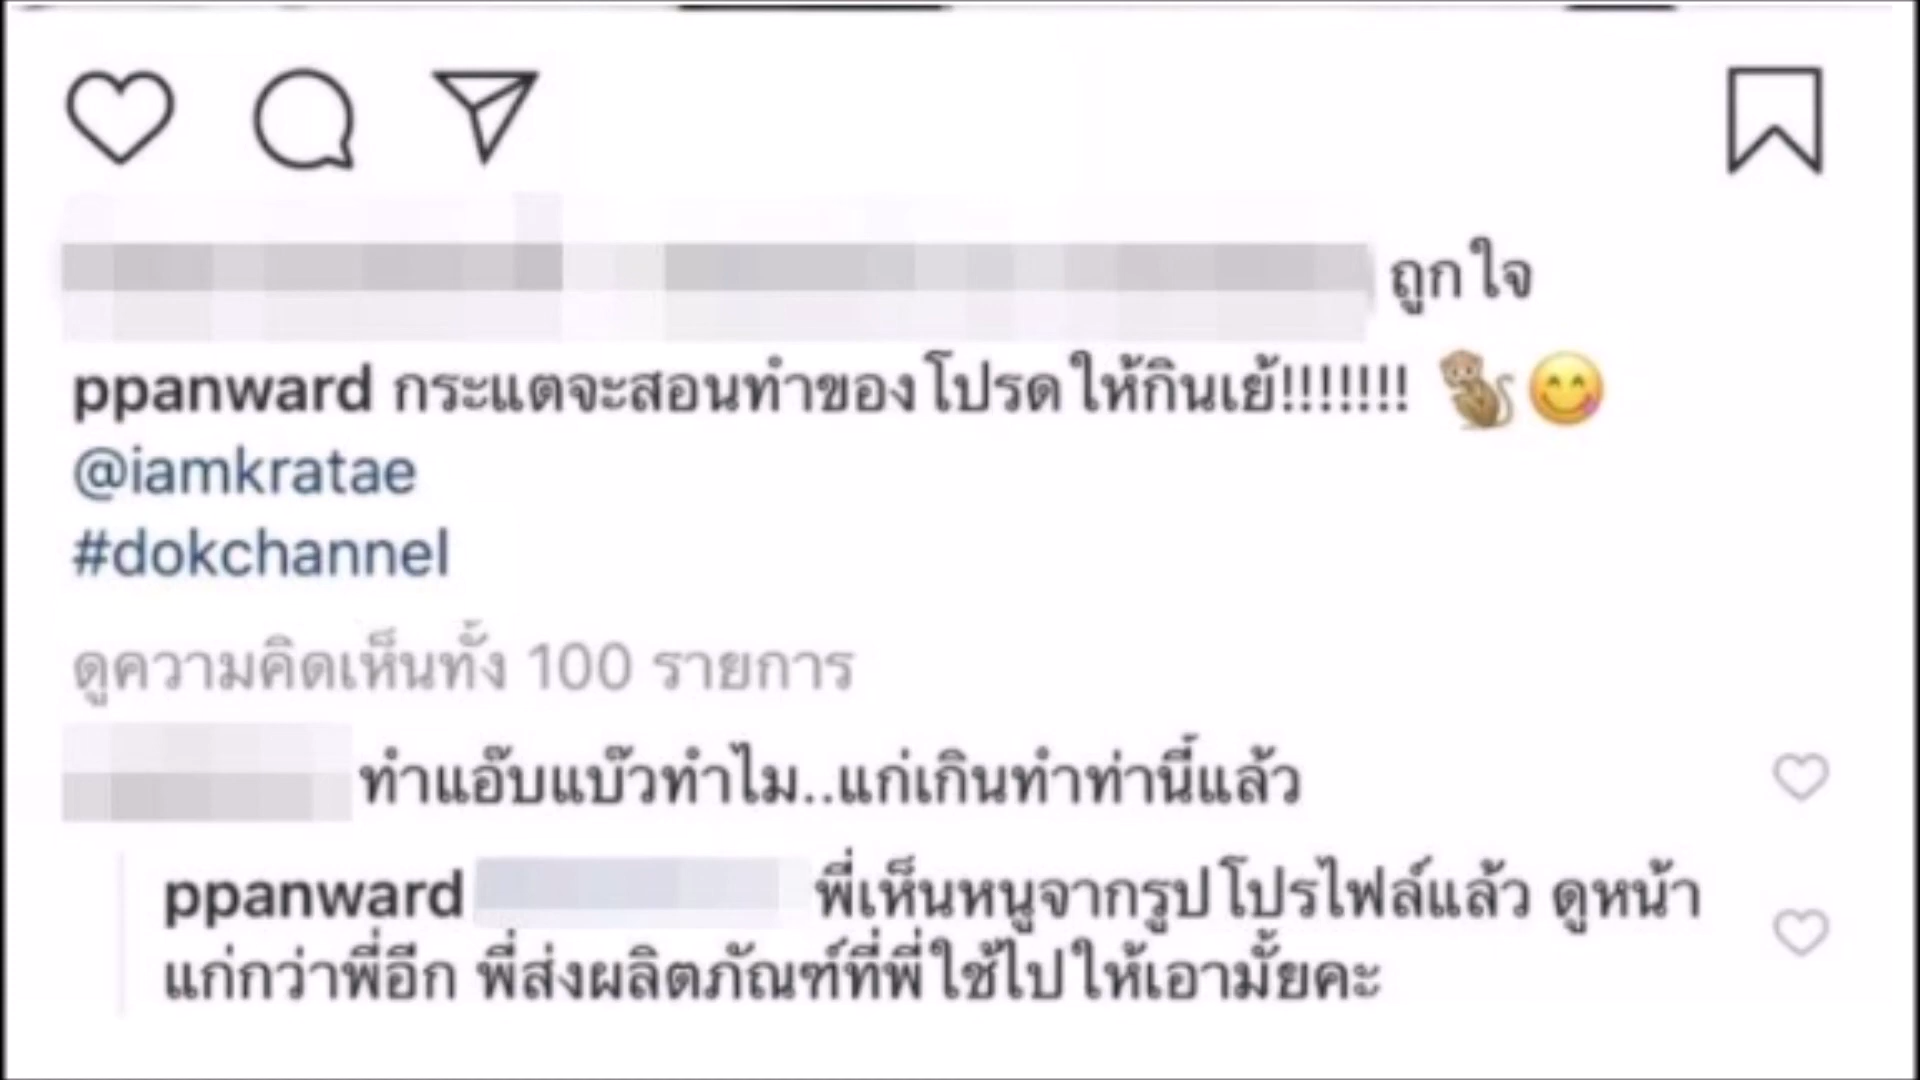 ถูกใจ
ppanward กระแตจะสอนทำของโปรดให้กินเย้!!!!!!! 🐒😋
@iamkratae
#dokchannel
ดูความคิดเห็นทั้ง 100 รายการ
ทำแอ๊บแบ๊วทำไม..แก่เกินทำท่านี้แล้ว
ppanward พี่เห็นหนูจากรูปโปรไฟล์แล้ว ดูหน้า
แก่กว่าพี่อีก พี่ส่งผลิตภัณฑ์ที่พี่ใช้ไปให้เอามั้ยคะ